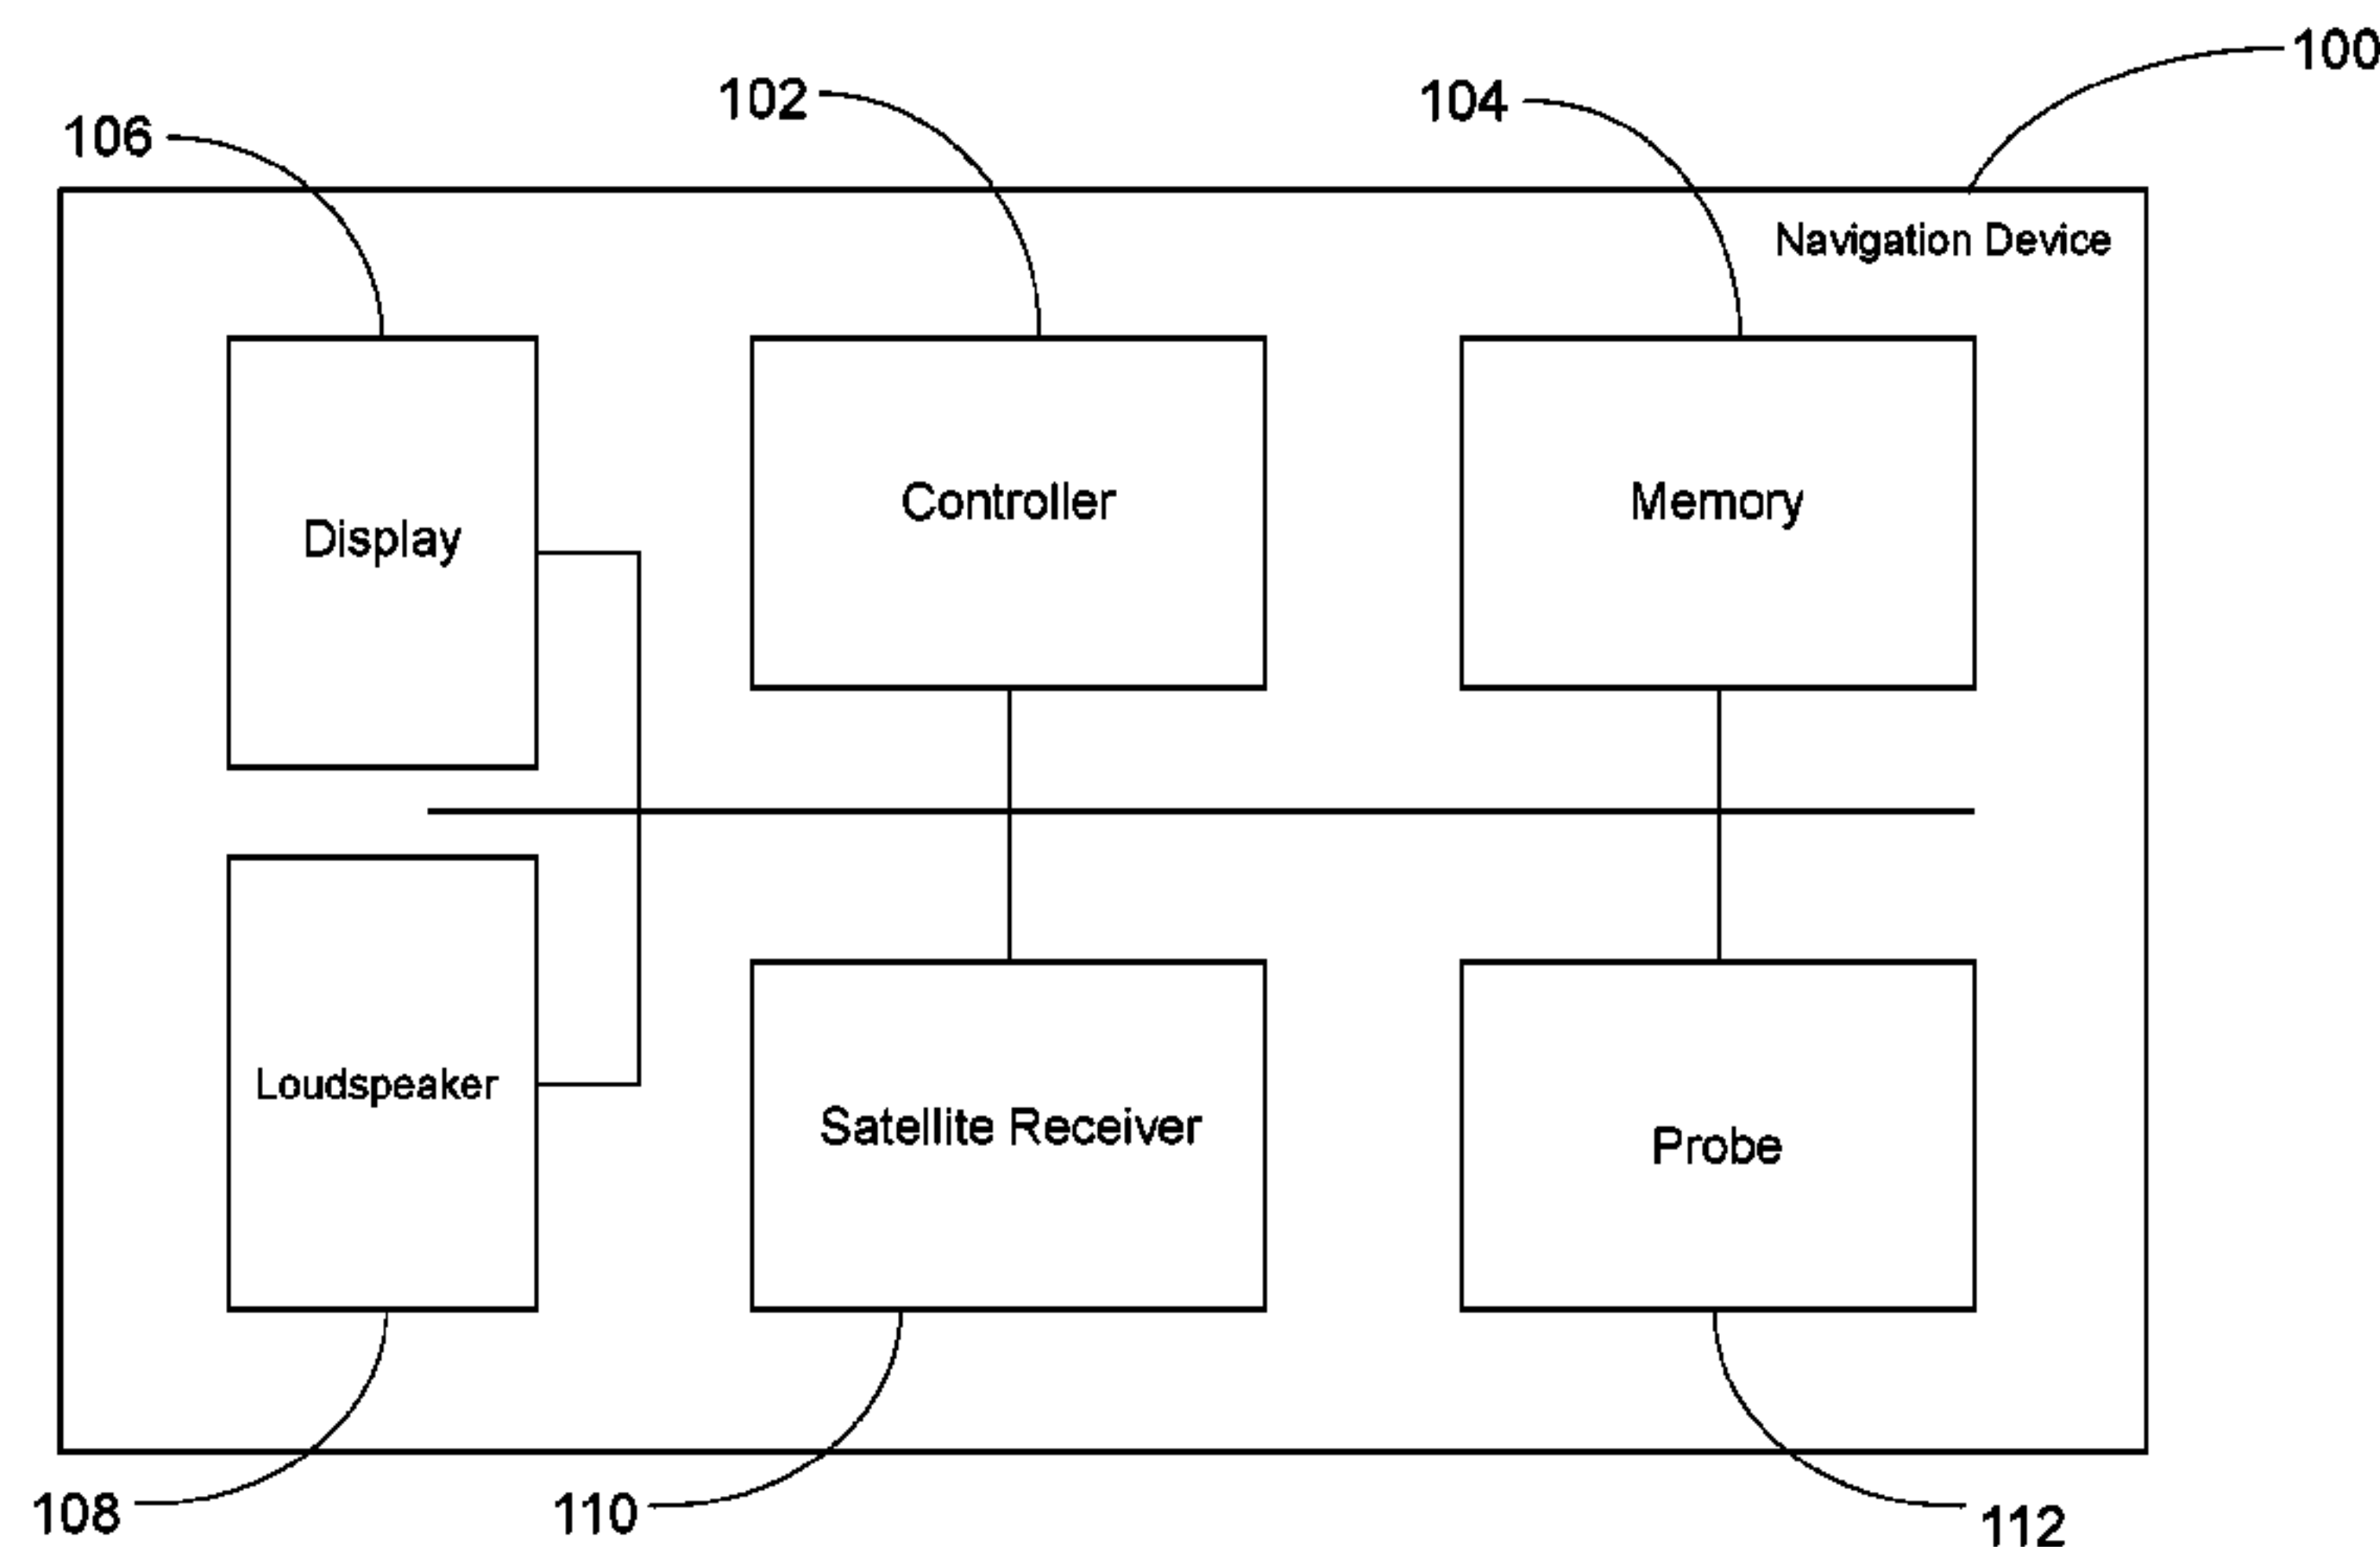 100
102
104
106
Navigation Device
Controller
Memory
Display
Loudspeaker
Satellite Receiver
Probe
108
110
112